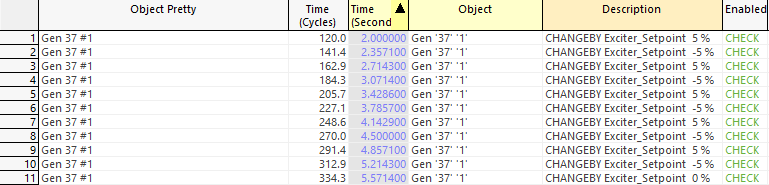 Object Pretty Time (Cycles) Time (Second Object Description Enabled
1 Gen 37 #1 120.0 2.000000 Gen '37' '1' CHANGEBY Exciter_Setpoint 5 % CHECK
2 Gen 37 #1 141.4 2.357100 Gen '37' '1' CHANGEBY Exciter_Setpoint -5 % CHECK
3 Gen 37 #1 162.9 2.714300 Gen '37' '1' CHANGEBY Exciter_Setpoint 5 % CHECK
4 Gen 37 #1 184.3 3.071400 Gen '37' '1' CHANGEBY Exciter_Setpoint -5 % CHECK
5 Gen 37 #1 205.7 3.428600 Gen '37' '1' CHANGEBY Exciter_Setpoint 5 % CHECK
6 Gen 37 #1 227.1 3.785700 Gen '37' '1' CHANGEBY Exciter_Setpoint -5 % CHECK
7 Gen 37 #1 248.6 4.142900 Gen '37' '1' CHANGEBY Exciter_Setpoint 5 % CHECK
8 Gen 37 #1 270.0 4.500000 Gen '37' '1' CHANGEBY Exciter_Setpoint -5 % CHECK
9 Gen 37 #1 291.4 4.857100 Gen '37' '1' CHANGEBY Exciter_Setpoint 5 % CHECK
10 Gen 37 #1 312.9 5.214300 Gen '37' '1' CHANGEBY Exciter_Setpoint -5 % CHECK
11 Gen 37 #1 334.3 5.571400 Gen '37' '1' CHANGEBY Exciter_Setpoint 0 % CHECK